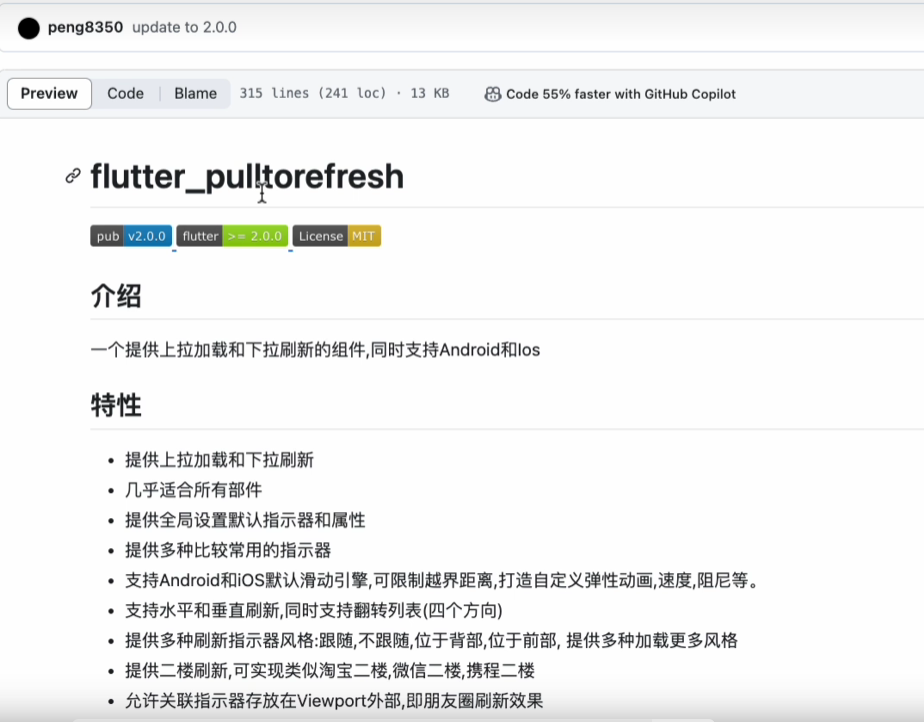 peng8350 update to 2.0.0
Preview Code Blame 315 lines (241 loc) · 13 KB Code 55% faster with GitHub Copilot
flutter_pulltorefresh
pub v2.0.0 flutter >= 2.0.0 License MIT
介绍
一个提供上拉加载和下拉刷新的组件,同时支持Android和Ios
特性
• 提供上拉加载和下拉刷新
• 几乎适合所有部件
• 提供全局设置默认指示器和属性
• 提供多种比较常用的指示器
• 支持Android和iOS默认滑动引擎,可限制越界距离,打造自定义弹性动画,速度,阻尼等。
• 支持水平和垂直刷新,同时支持翻转列表(四个方向)
• 提供多种刷新指示器风格:跟随,不跟随,位于背部,位于前部, 提供多种加载更多风格
• 提供二楼刷新,可实现类似淘宝二楼,微信二楼,携程二楼
• 允许关联指示器存放在Viewport外部,即朋友圈刷新效果